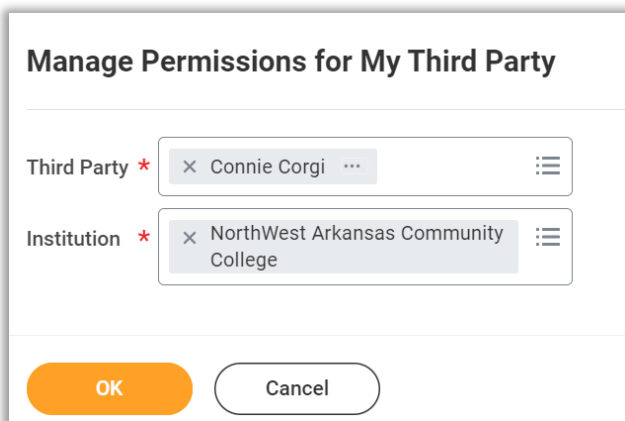 Manage Permissions for My Third Party
Third Party * × Connie Corgi ···
Institution * × NorthWest Arkansas Community
College
OK Cancel